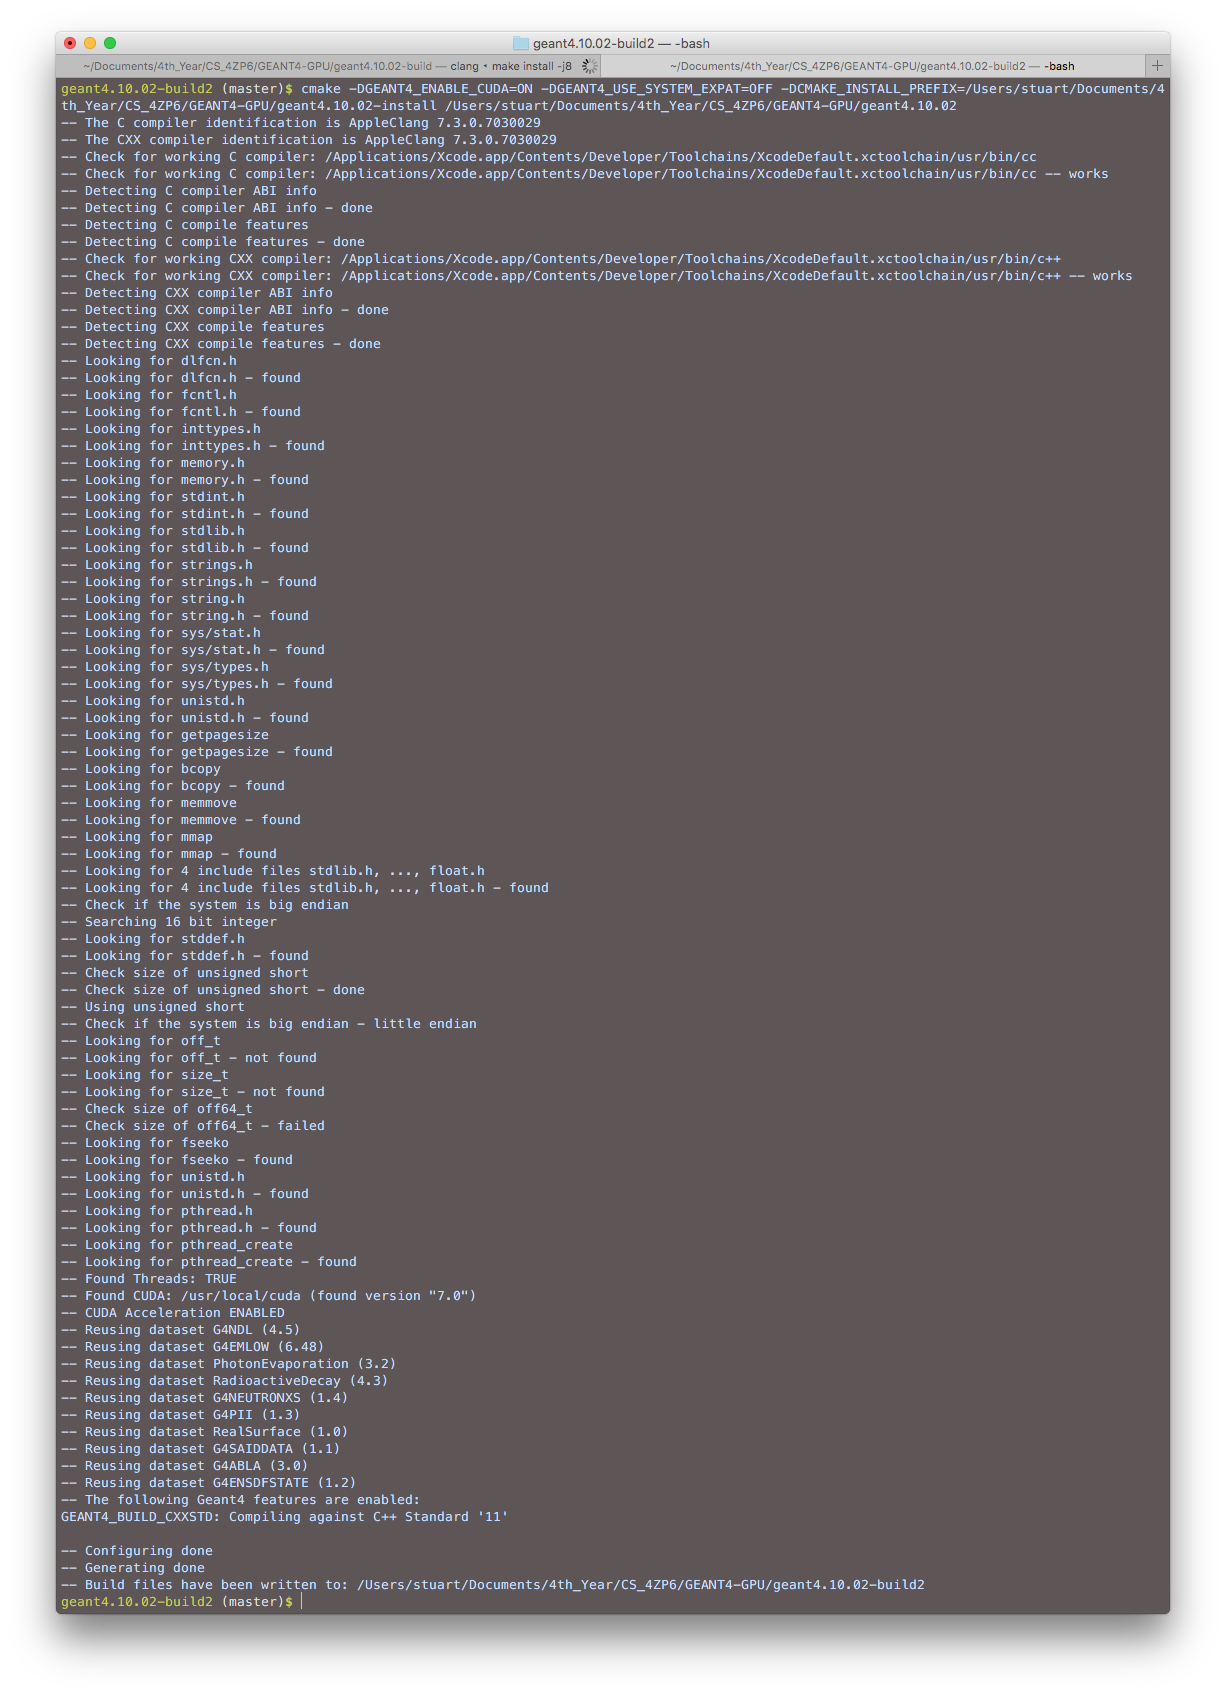 geant4.10.02-build2 — -bash
~/Documents/4th_Year/CS_4ZP6/GEANT4-GPU/geant4.10.02-build — clang • make install -j8
~/Documents/4th_Year/CS_4ZP6/GEANT4-GPU/geant4.10.02-build2 — -bash
geant4.10.02-build2 (master)$ cmake -DGEANT4_ENABLE_CUDA=ON -DGEANT4_USE_SYSTEM_EXPAT=OFF -DCMAKE_INSTALL_PREFIX=/Users/stuart/Documents/4
th_Year/CS_4ZP6/GEANT4-GPU/geant4.10.02-install /Users/stuart/Documents/4th_Year/CS_4ZP6/GEANT4-GPU/geant4.10.02
-- The C compiler identification is AppleClang 7.3.0.7030029
-- The CXX compiler identification is AppleClang 7.3.0.7030029
-- Check for working C compiler: /Applications/Xcode.app/Contents/Developer/Toolchains/XcodeDefault.xctoolchain/usr/bin/cc
-- Check for working C compiler: /Applications/Xcode.app/Contents/Developer/Toolchains/XcodeDefault.xctoolchain/usr/bin/cc -- works
-- Detecting C compiler ABI info
-- Detecting C compiler ABI info - done
-- Detecting C compile features
-- Detecting C compile features - done
-- Check for working CXX compiler: /Applications/Xcode.app/Contents/Developer/Toolchains/XcodeDefault.xctoolchain/usr/bin/c++
-- Check for working CXX compiler: /Applications/Xcode.app/Contents/Developer/Toolchains/XcodeDefault.xctoolchain/usr/bin/c++ -- works
-- Detecting CXX compiler ABI info
-- Detecting CXX compiler ABI info - done
-- Detecting CXX compile features
-- Detecting CXX compile features - done
-- Looking for dlfcn.h
-- Looking for dlfcn.h - found
-- Looking for fcntl.h
-- Looking for fcntl.h - found
-- Looking for inttypes.h
-- Looking for inttypes.h - found
-- Looking for memory.h
-- Looking for memory.h - found
-- Looking for stdint.h
-- Looking for stdint.h - found
-- Looking for stdlib.h
-- Looking for stdlib.h - found
-- Looking for strings.h
-- Looking for strings.h - found
-- Looking for string.h
-- Looking for string.h - found
-- Looking for sys/stat.h
-- Looking for sys/stat.h - found
-- Looking for sys/types.h
-- Looking for sys/types.h - found
-- Looking for unistd.h
-- Looking for unistd.h - found
-- Looking for getpagesize
-- Looking for getpagesize - found
-- Looking for bcopy
-- Looking for bcopy - found
-- Looking for memmove
-- Looking for memmove - found
-- Looking for mmap
-- Looking for mmap - found
-- Looking for 4 include files stdlib.h, ..., float.h
-- Looking for 4 include files stdlib.h, ..., float.h - found
-- Check if the system is big endian
-- Searching 16 bit integer
-- Looking for stddef.h
-- Looking for stddef.h - found
-- Check size of unsigned short
-- Check size of unsigned short - done
-- Using unsigned short
-- Check if the system is big endian - little endian
-- Looking for off_t
-- Looking for off_t - not found
-- Looking for size_t
-- Looking for size_t - not found
-- Check size of off64_t
-- Check size of off64_t - failed
-- Looking for fseeko
-- Looking for fseeko - found
-- Looking for unistd.h
-- Looking for unistd.h - found
-- Looking for pthread.h
-- Looking for pthread.h - found
-- Looking for pthread_create
-- Looking for pthread_create - found
-- Found Threads: TRUE
-- Found CUDA: /usr/local/cuda (found version "7.0")
-- CUDA Acceleration ENABLED
-- Reusing dataset G4NDL (4.5)
-- Reusing dataset G4EMLOW (6.48)
-- Reusing dataset PhotonEvaporation (3.2)
-- Reusing dataset RadioactiveDecay (4.3)
-- Reusing dataset G4NEUTRONXS (1.4)
-- Reusing dataset G4PII (1.3)
-- Reusing dataset RealSurface (1.0)
-- Reusing dataset G4SAIDDATA (1.1)
-- Reusing dataset G4ABLA (3.0)
-- Reusing dataset G4ENSDFSTATE (1.2)
-- The following Geant4 features are enabled:
GEANT4_BUILD_CXXSTD: Compiling against C++ Standard '11'
-- Configuring done
-- Generating done
-- Build files have been written to: /Users/stuart/Documents/4th_Year/CS_4ZP6/GEANT4-GPU/geant4.10.02-build2
geant4.10.02-build2 (master)$